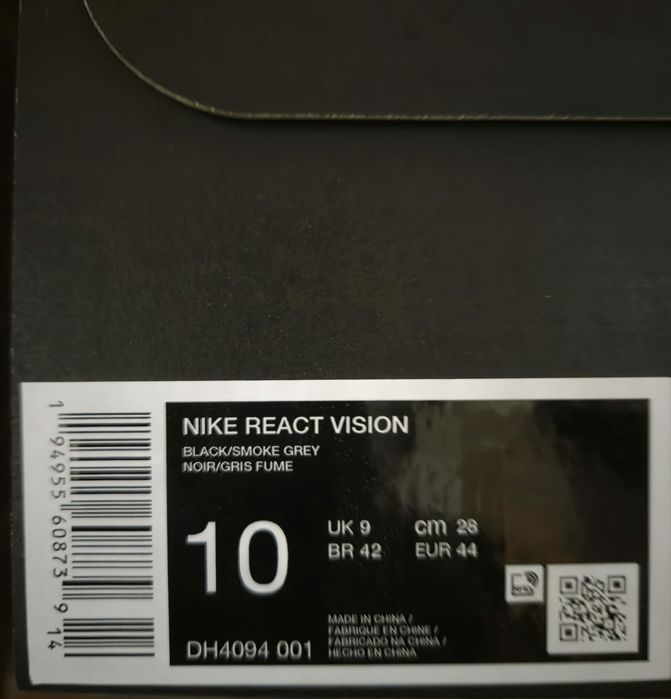 NIKE REACT VISION
BLACK/SMOKE GREY
NOIR/GRIS FUME
10
UK 9 cm 28
BR 42 EUR 44
DH4094 001
MADE IN CHINA /
FABRIQUE EN CHINE /
FABRICADO NA CHINA /
HECHO EN CHINA
1 94955 60873 9 14